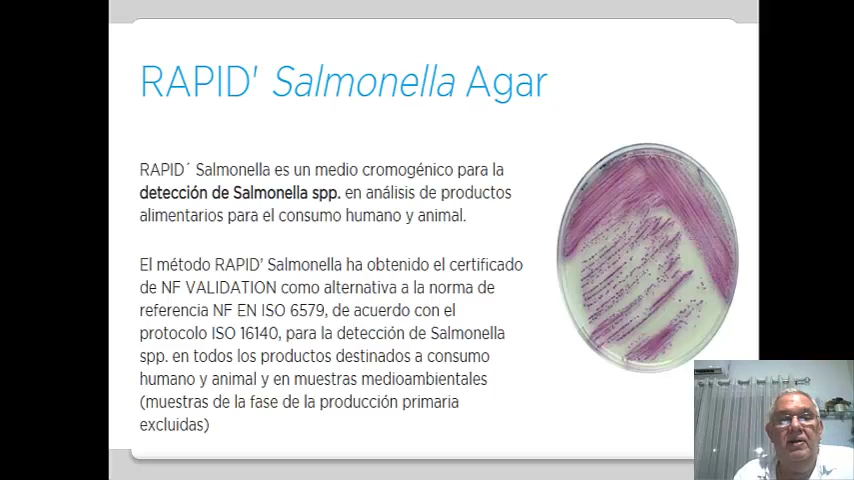 RAPID' Salmonella Agar
RAPID´ Salmonella es un medio cromogénico para la
detección de Salmonella spp. en análisis de productos
alimentarios para el consumo humano y animal.
El método RAPID’ Salmonella ha obtenido el certificado
de NF VALIDATION como alternativa a la norma de
referencia NF EN ISO 6579, de acuerdo con el
protocolo ISO 16140, para la detección de Salmonella
spp. en todos los productos destinados a consumo
humano y animal y en muestras medioambientales
(muestras de la fase de la producción primaria
excluidas)